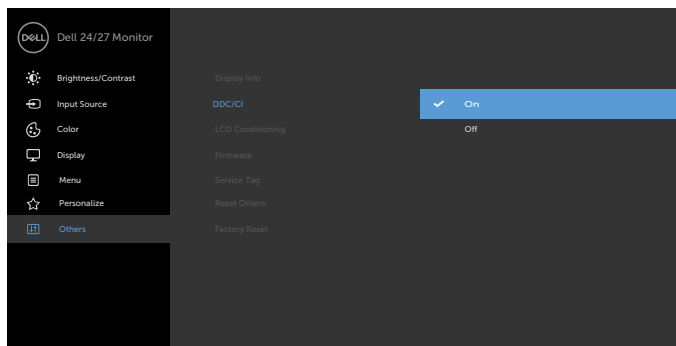 DELL Dell 24/27 Monitor
Brightness/Contrast
Input Source
Color
Display
Menu
Personalize
Others
Display Info
DDC/CI
LCD Conditioning
Firmware
Service Tag
Reset Others
Factory Reset
On
Off